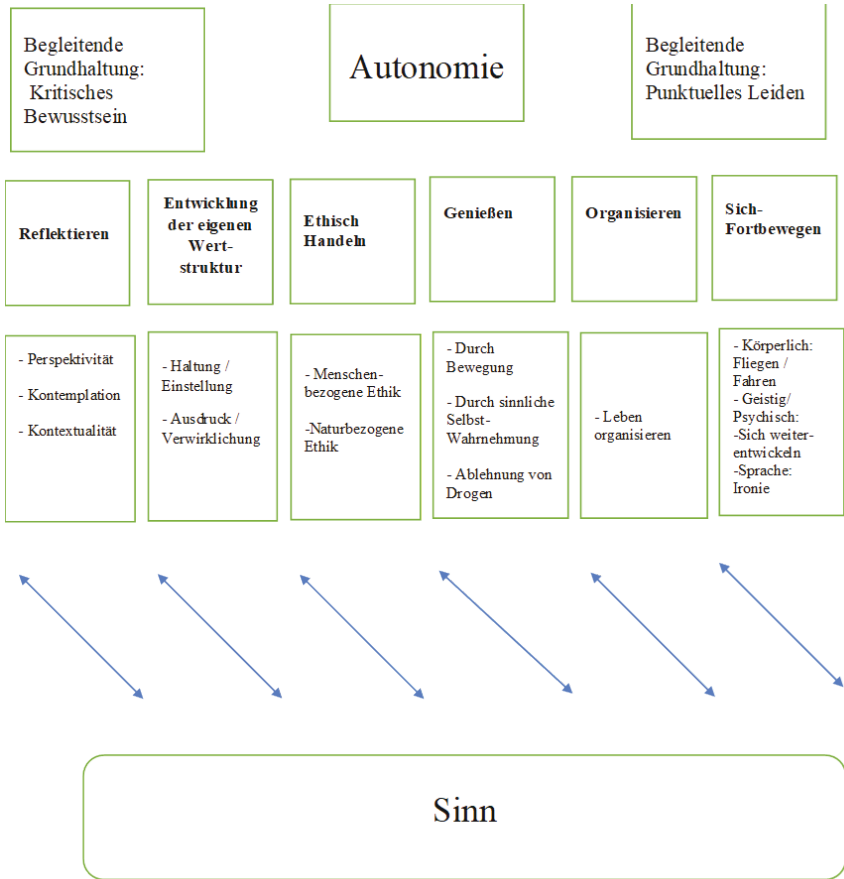 Begleitende
Grundhaltung:
Kritisches
Bewusstsein
Autonomie
Begleitende
Grundhaltung:
Punktuelles Leiden
Reflektieren
Entwicklung
der eigenen
Wert-
struktur
Ethisch
Handeln
Genießen
Organisieren
Sich-
Fortbewegen
- Perspektivität
- Kontemplation
- Kontextualität
- Haltung /
Einstellung
- Ausdruck /
Verwirklichung
- Menschen-
bezogene Ethik
-Naturbezogene
Ethik
- Durch
Bewegung
- Durch sinnliche
Selbst-
Wahrnehmung
- Ablehnung von
Drogen
- Leben
organisieren
- Körperlich:
Fliegen /
Fahren
- Geistig/
Psychisch:
-Sich weiter-
entwickeln
-Sprache:
Ironie
Sinn